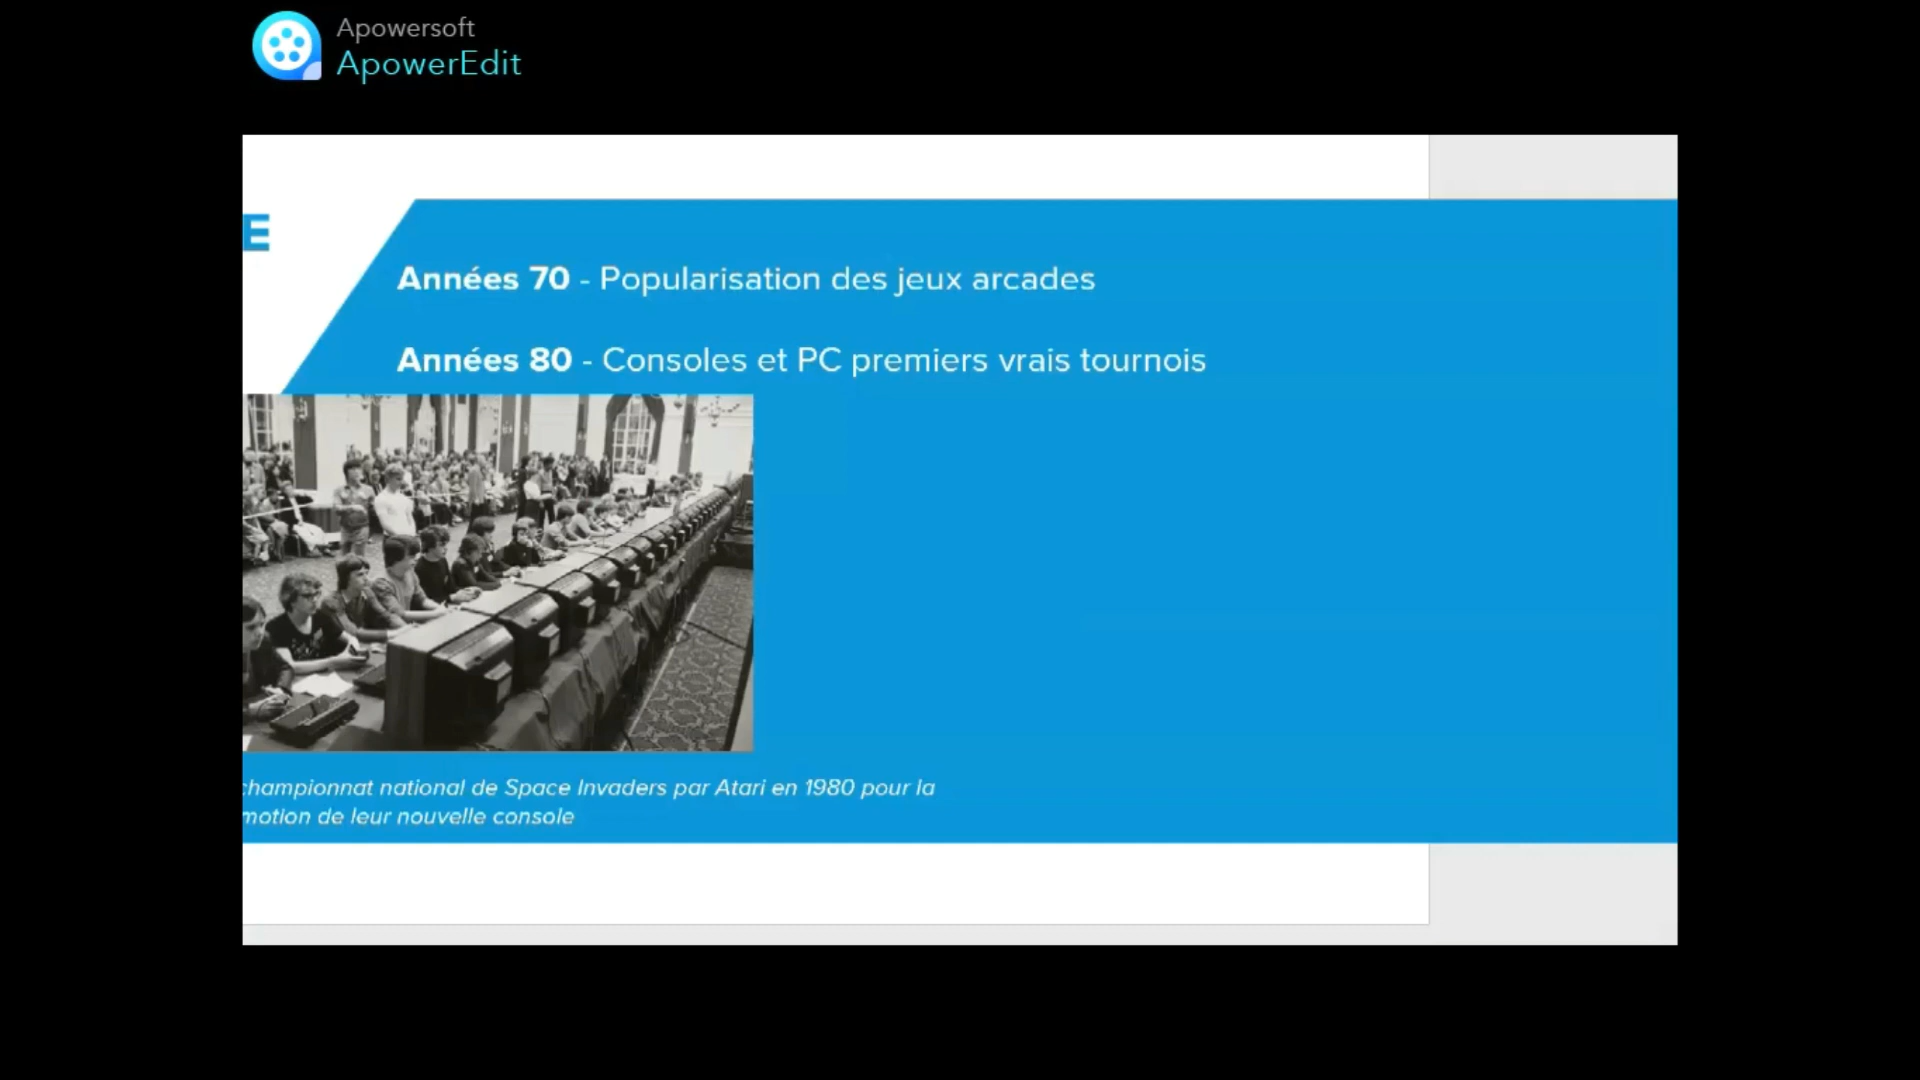 Apowersoft
ApowerEdit
E
Années 70 - Popularisation des jeux arcades
Années 80 - Consoles et PC premiers vrais tournois
championnat national de Space Invaders par Atari en 1980 pour la
motion de leur nouvelle console